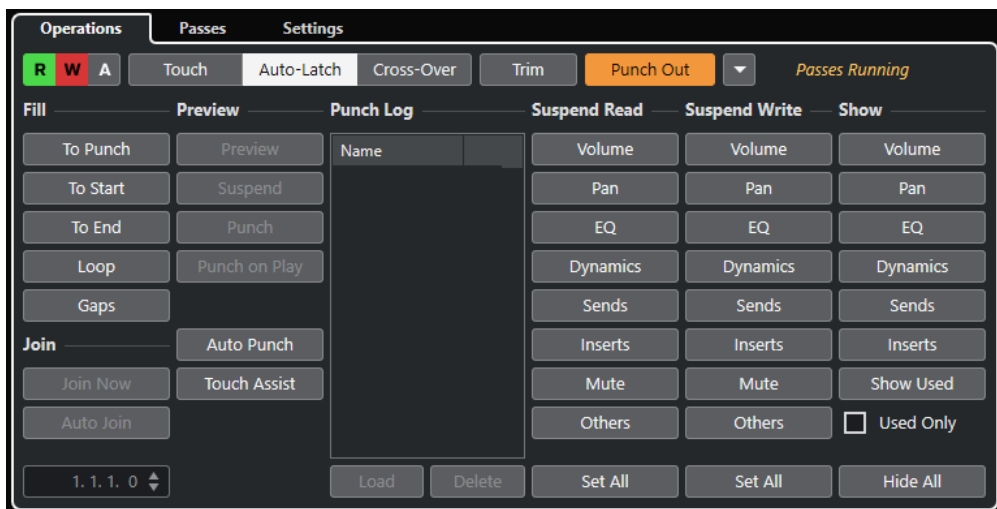 Operations Passes Settings
R W A Touch Auto-Latch Cross-Over Trim Punch Out Passes Running
Fill Preview Punch Log Suspend Read Suspend Write Show
To Punch Preview Name Volume Volume Volume
To Start Suspend Pan Pan Pan
To End Punch EQ EQ EQ
Loop Punch on Play Dynamics Dynamics Dynamics
Gaps Sends Sends Sends
Join Auto Punch Inserts Inserts Inserts
Join Now Touch Assist Mute Mute Show Used
Auto Join Others Others Used Only
1. 1. 1. 0 Load Delete Set All Set All Hide All